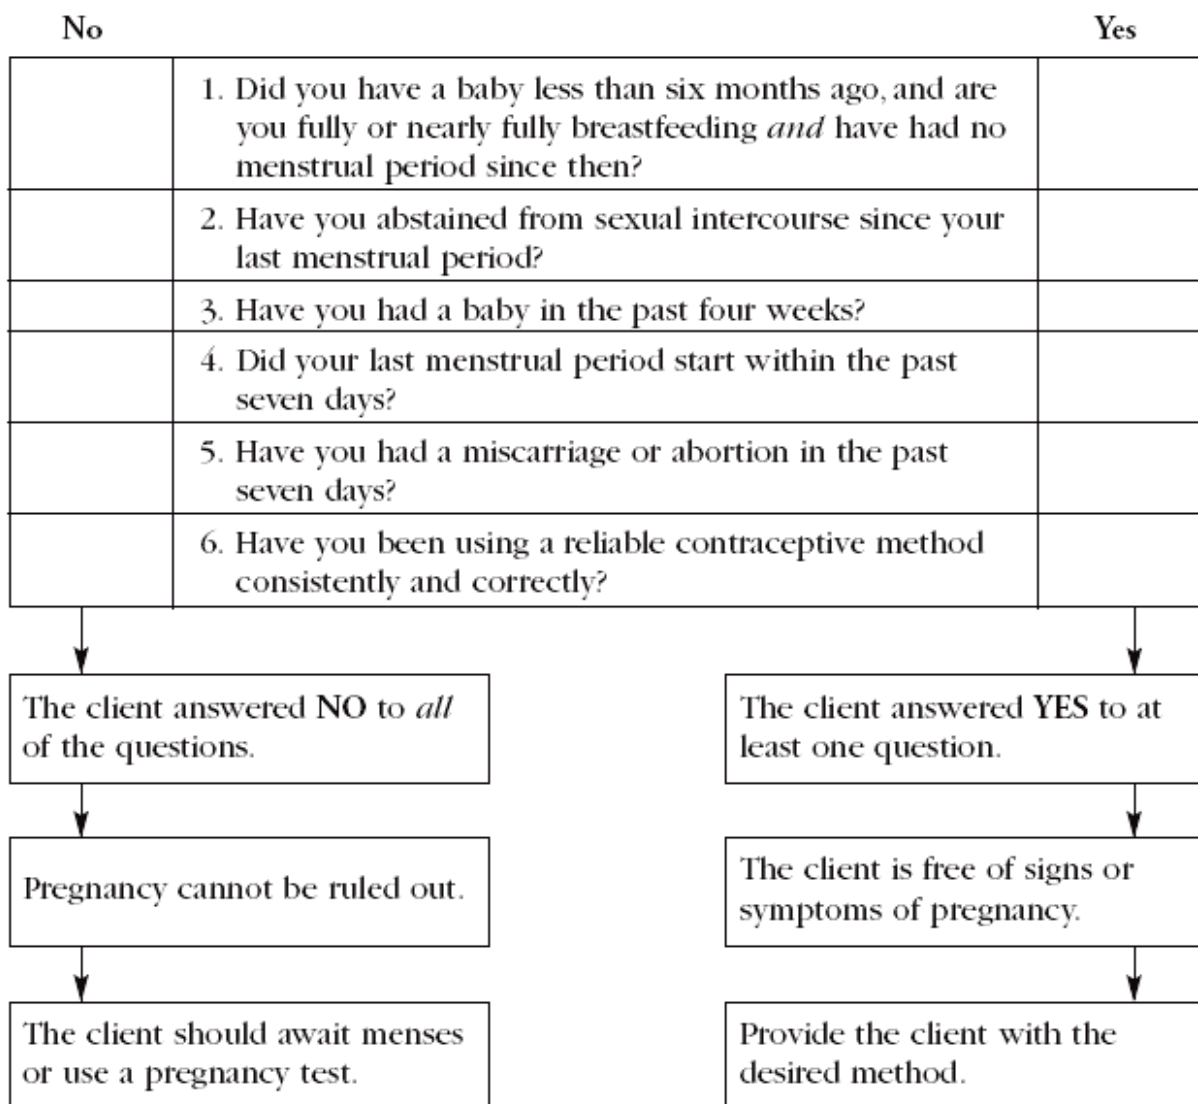 No
Yes
1. Did you have a baby less than six months ago, and are
you fully or nearly fully breastfeeding and have had no
menstrual period since then?
2. Have you abstained from sexual intercourse since your
last menstrual period?
3. Have you had a baby in the past four weeks?
4. Did your last menstrual period start within the past
seven days?
5. Have you had a miscarriage or abortion in the past
seven days?
6. Have you been using a reliable contraceptive method
consistently and correctly?
The client answered NO to all
of the questions.
Pregnancy cannot be ruled out.
The client should await menses
or use a pregnancy test.
The client answered YES to at
least one question.
The client is free of signs or
symptoms of pregnancy.
Provide the client with the
desired method.